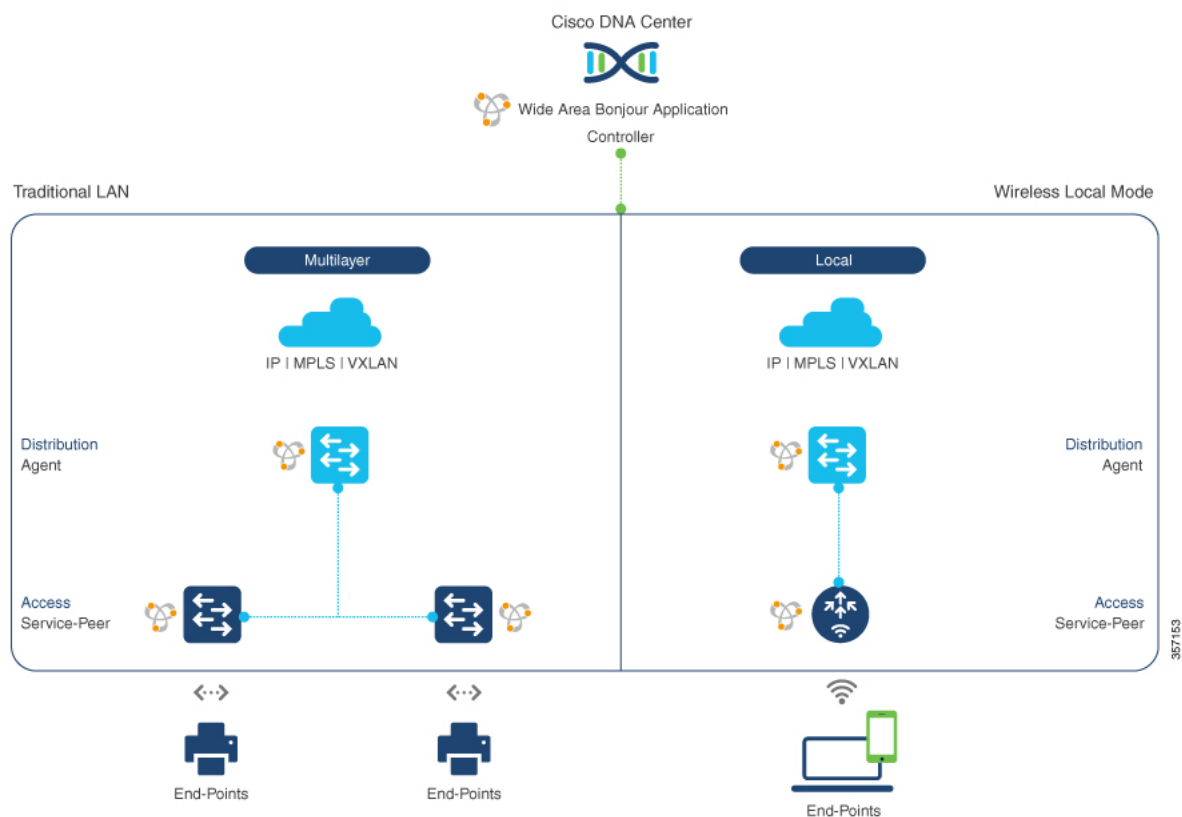 Cisco DNA Center
Wide Area Bonjour Application
Controller
Traditional LAN
Wireless Local Mode
Multilayer
Local
IP | MPLS | VXLAN
IP | MPLS | VXLAN
Distribution
Agent
Distribution
Agent
Access
Service-Peer
Access
Service-Peer
357153
End-Points
End-Points
End-Points